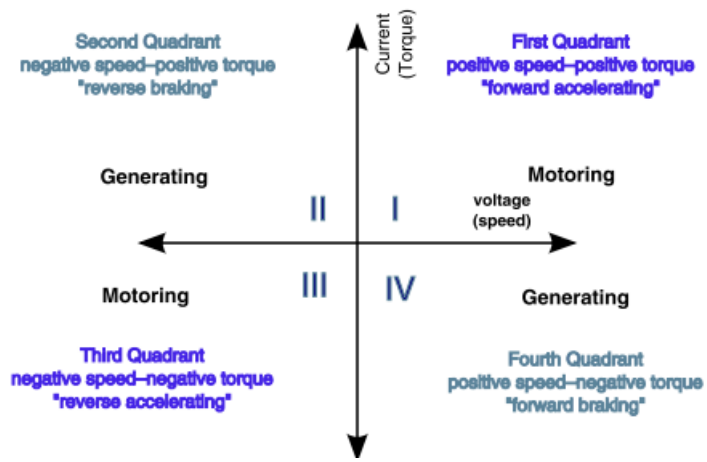 Second Quadrant
negative speed–positive torque
"reverse braking"
Current
(Torque)
First Quadrant
positive speed–positive torque
"forward accelerating"
Generating
II
I
Motoring
voltage
(speed)
III
IV
Motoring
Generating
Third Quadrant
negative speed–negative torque
"reverse accelerating"
Fourth Quadrant
positive speed–negative torque
"forward braking"